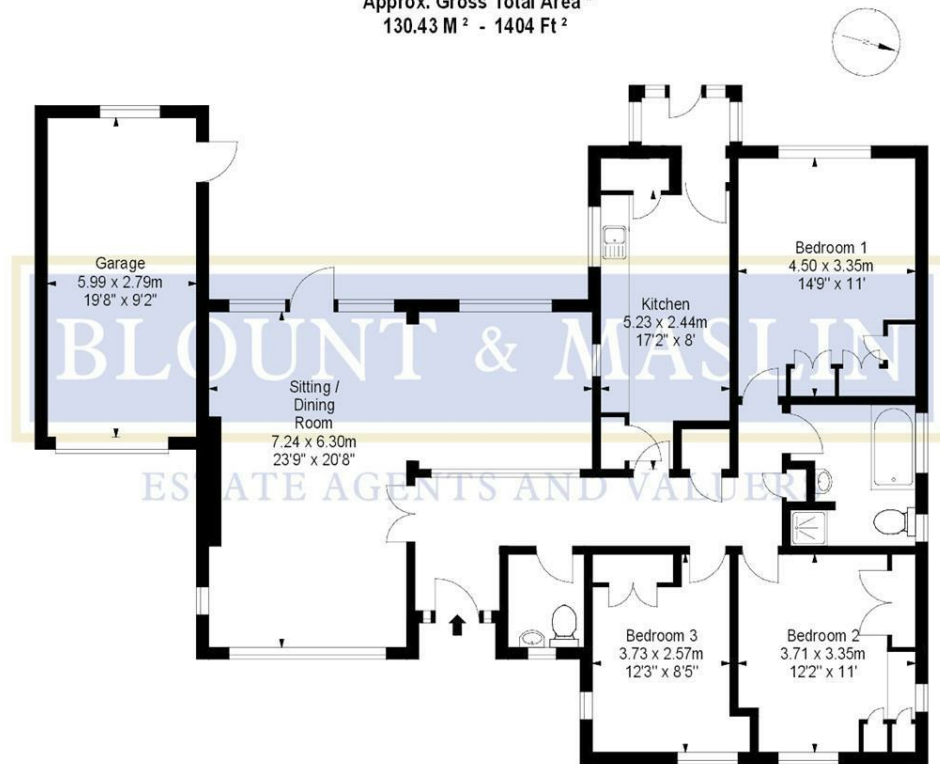 Approx. Gross Total Area
130.43 M ² - 1404 Ft ²
Garage
5.99 x 2.79m
19'8" x 9'2"
Bedroom 1
4.50 x 3.35m
14'9" x 11'
Kitchen
5.23 x 2.44m
17'2" x 8'
BLOUNT & MASLIN
Sitting /
Dining
Room
7.24 x 6.30m
23'9" x 20'8"
ESTATE AGENTS AND VALUERS
Bedroom 3
3.73 x 2.57m
12'3" x 8'5"
Bedroom 2
3.71 x 3.35m
12'2" x 11'